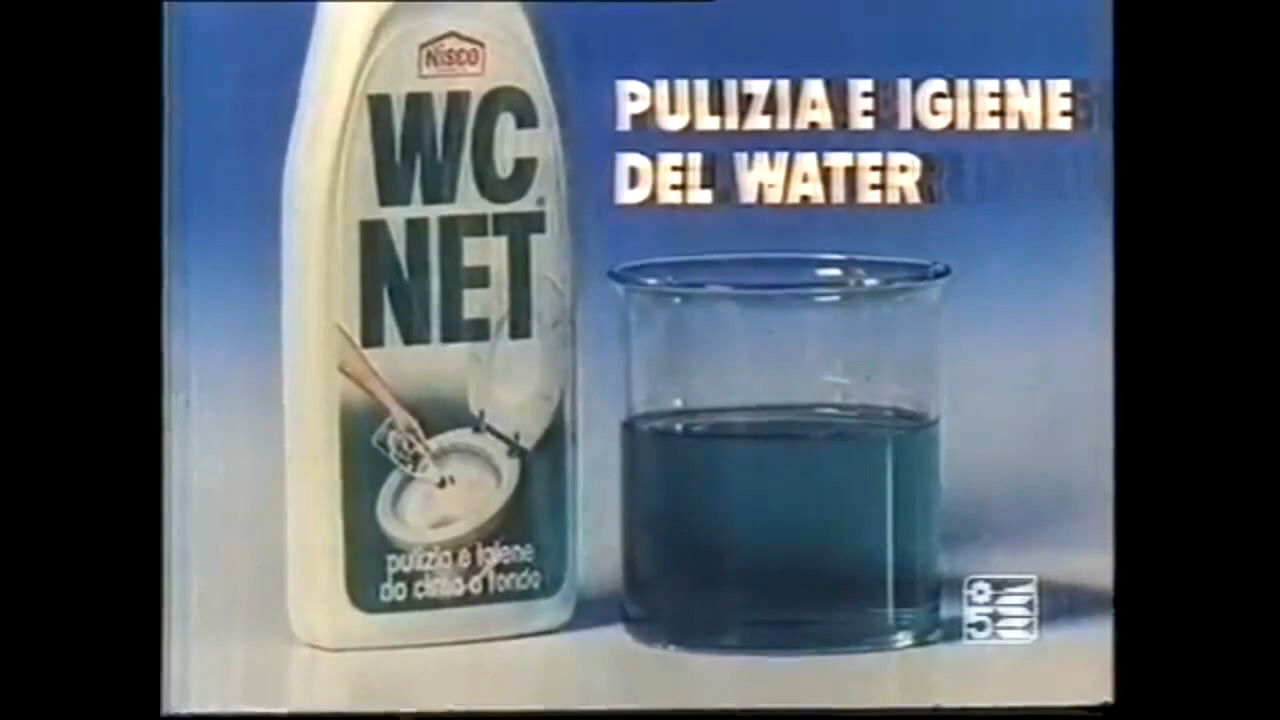 NISCO
WC
NET
PULIZIA E IGIENE
DEL WATER
pulizia e igiene
da cima a fondo
5